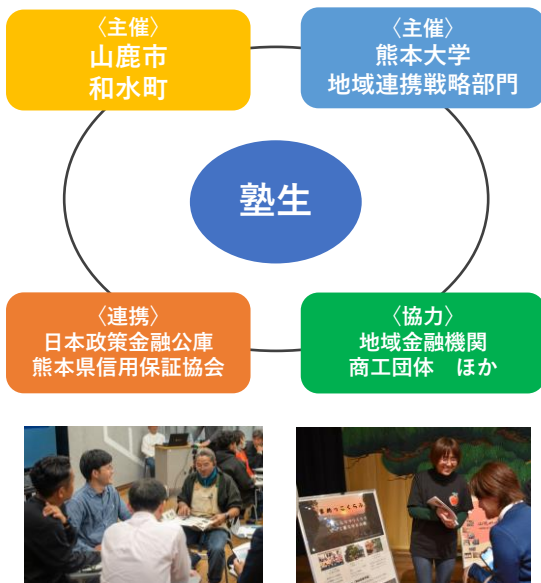 〈主催〉
山鹿市
和水町
〈主催〉
熊本大学
地域連携戦略部門
塾生
〈連携〉
日本政策金融公庫
熊本県信用保証協会
〈協力〉
地域金融機関
商工団体　ほか